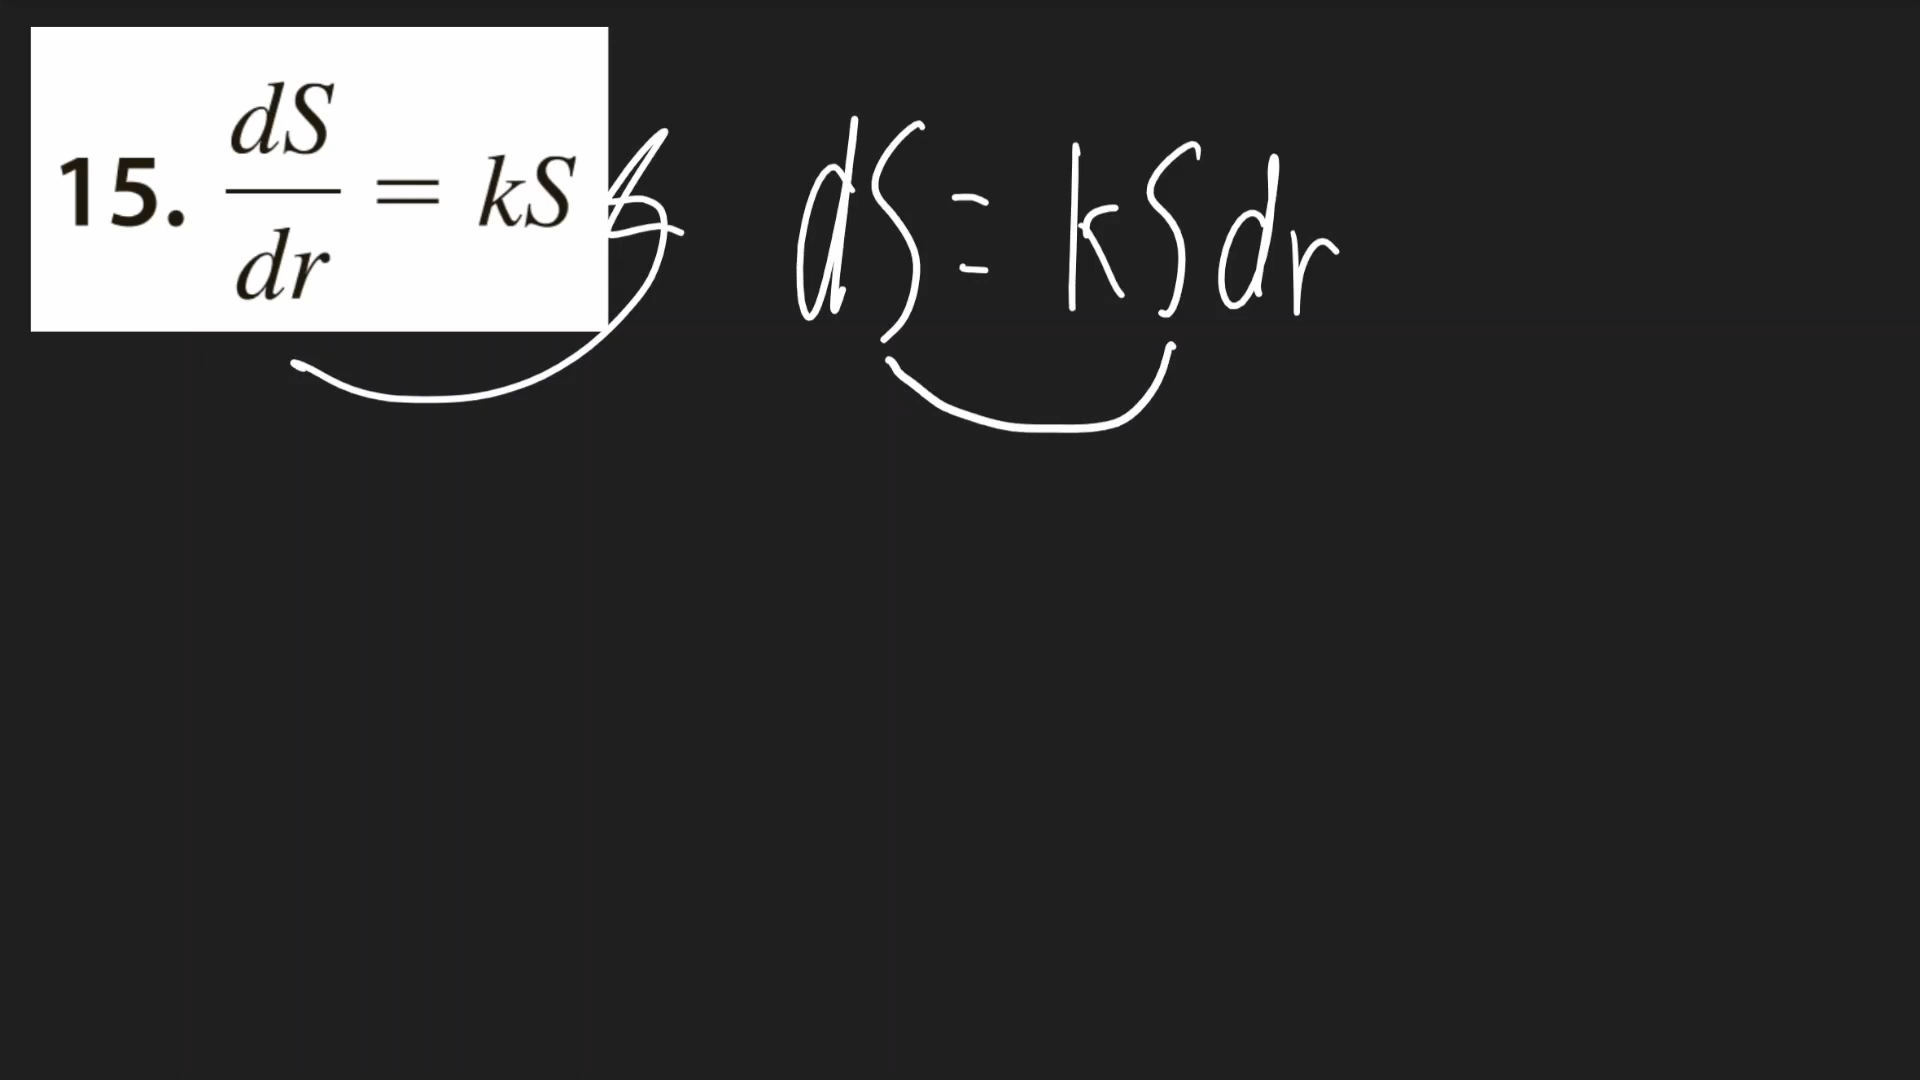 15. dS/dr = kS
dS = kSdr